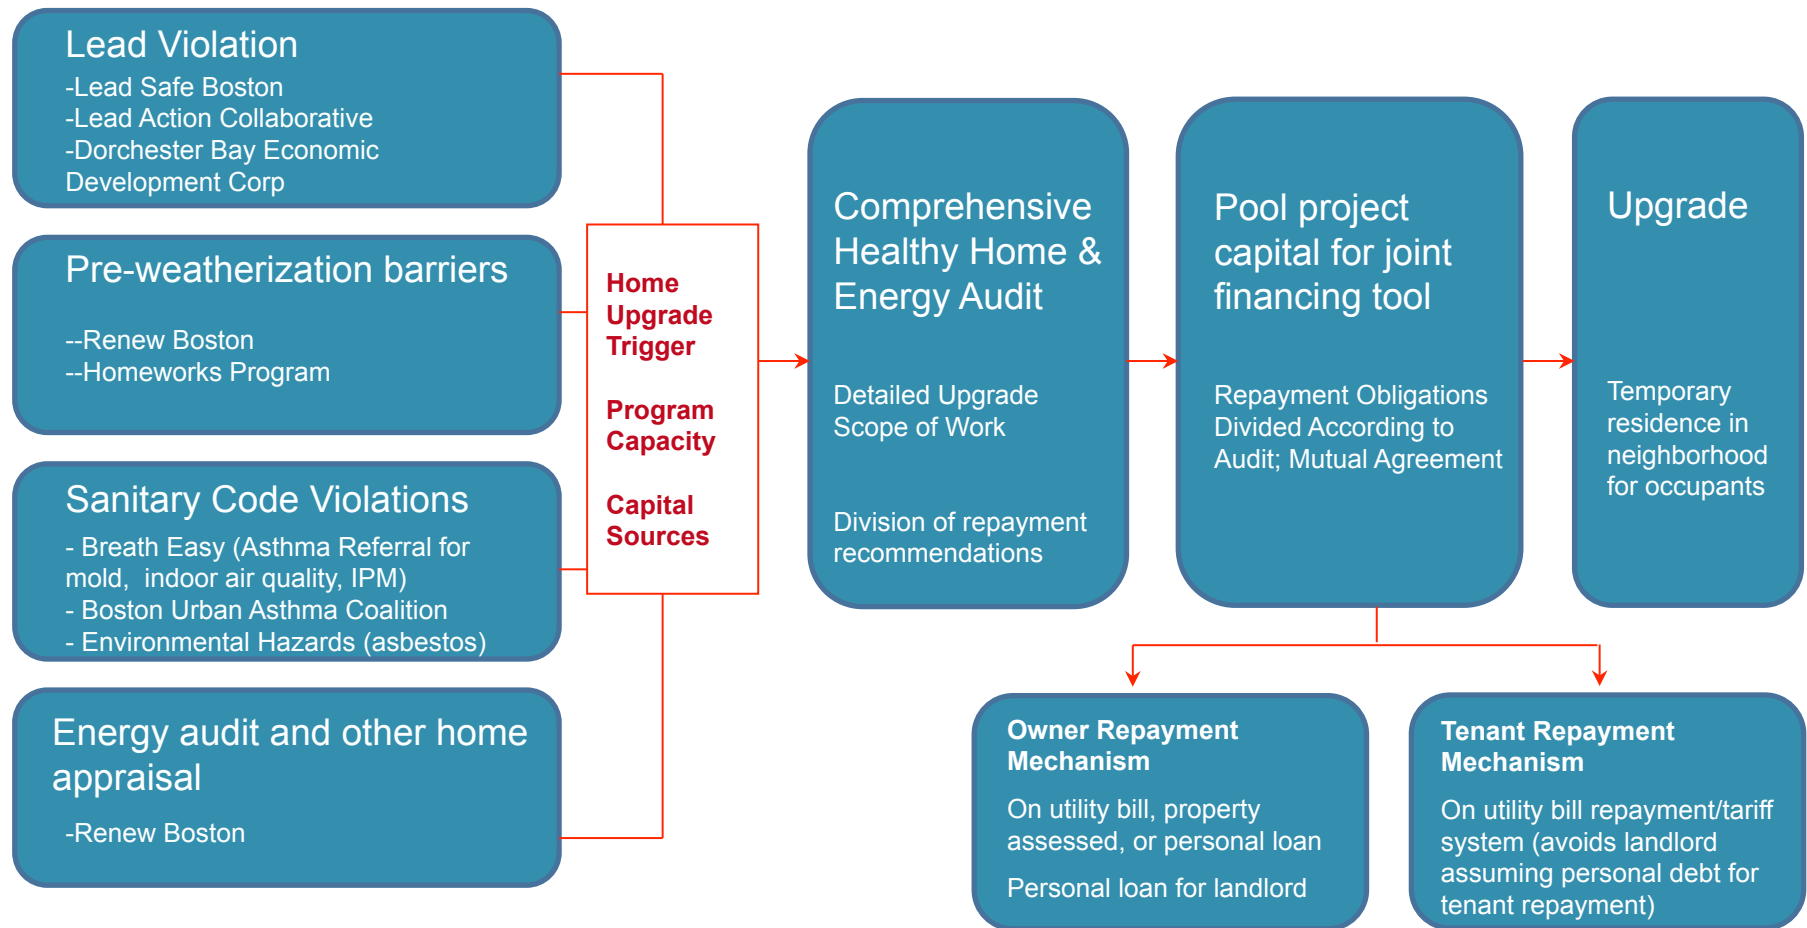 Lead Violation
-Lead Safe Boston
-Lead Action Collaborative
-Dorchester Bay Economic
Development Corp
Pre-weatherization barriers
--Renew Boston
--Homeworks Program
Sanitary Code Violations
- Breath Easy (Asthma Referral for
mold, indoor air quality, IPM)
- Boston Urban Asthma Coalition
- Environmental Hazards (asbestos)
Energy audit and other home
appraisal
-Renew Boston
Home
Upgrade
Trigger
Program
Capacity
Capital
Sources
Comprehensive
Healthy Home &
Energy Audit
Detailed Upgrade
Scope of Work
Division of repayment
recommendations
Pool project
capital for joint
financing tool
Repayment Obligations
Divided According to
Audit; Mutual Agreement
Upgrade
Temporary
residence in
neighborhood
for occupants
Owner Repayment
Mechanism
On utility bill, property
assessed, or personal loan
Personal loan for landlord
Tenant Repayment
Mechanism
On utility bill repayment/tariff
system (avoids landlord
assuming personal debt for
tenant repayment)